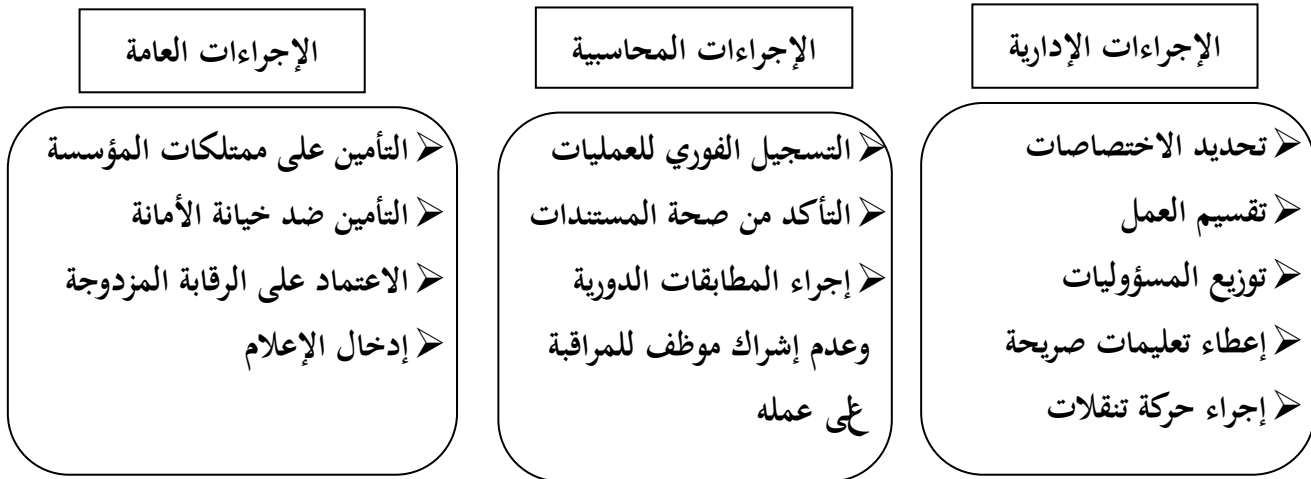 الإجراءات الإدارية
تحديد الاختصاصات
تقسيم العمل
توزيع المسؤوليات
إعطاء تعليمات صريحة
إجراء حركة تنقلات
الإجراءات المحاسبية
التسجيل الفوري للعمليات
التأكد من صحة المستندات
إجراء المطابقات الدورية
وعدم إشراك موظف للمراقبة
على عمله
الإجراءات العامة
التأمين على ممتلكات المؤسسة
التأمين ضد خيانة الأمانة
الاعتماد على الرقابة المزدوجة
إدخال الإعلام